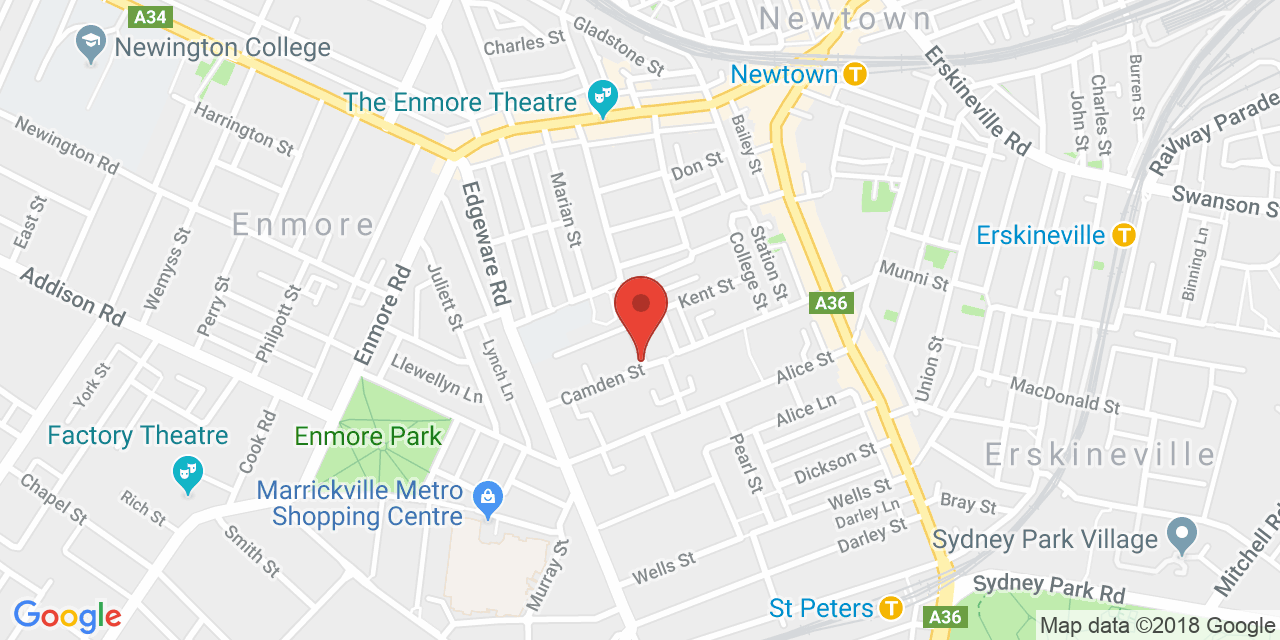 A34
Newtown
Newington College
Charles St
Gladstone St
Erskineville Rd
Newtown T
The Enmore Theatre
Burren St
Charles St
John St
Railway Parade
Harrington St
Newington Rd
Bailey St
Don St
Marian St
Swanson S
East St
Enmore
Edgeware Rd
Wemyss St
Station St
College St
Erskineville T
Binning Ln
Addison Rd
Perry St
Philpott St
Enmore Rd
Juliett St
Kent St
Munni St
A36
Lynch Ln
Llewellyn Ln
Camden St
Alice St
Union St
York St
MacDonald St
Alice Ln
Factory Theatre
Cook Rd
Enmore Park
Pearl St
Dickson St
Erskineville
Chapel St
Rich St
Marrickville Metro
Shopping Centre
Wells St
Darley Ln
Darley St
Bray St
Sydney Park Village
Mitchell R
Smith St
Murray St
Wells St
Sydney Park Rd
St Peters T
A36
Google
Map data ©2018 Google